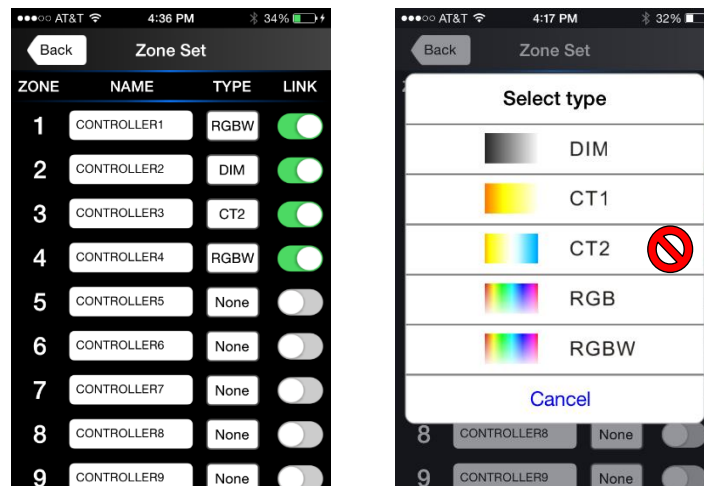 AT&T 4:36 PM 34%
Back Zone Set
ZONE NAME TYPE LINK
1 CONTROLLER1 RGBW
2 CONTROLLER2 DIM
3 CONTROLLER3 CT2
4 CONTROLLER4 RGBW
5 CONTROLLER5 None
6 CONTROLLER6 None
7 CONTROLLER7 None
8 CONTROLLER8 None
9 CONTROLLER9 None
AT&T 4:17 PM 32%
Back Zone Set
Select type
DIM
CT1
CT2
RGB
RGBW
Cancel
8 CONTROLLER8 None
9 CONTROLLER9 None